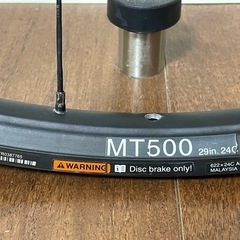 MT500 29in. 24C
⚠ WARNING Disc brake only!
622×24C A
MALAYSIA